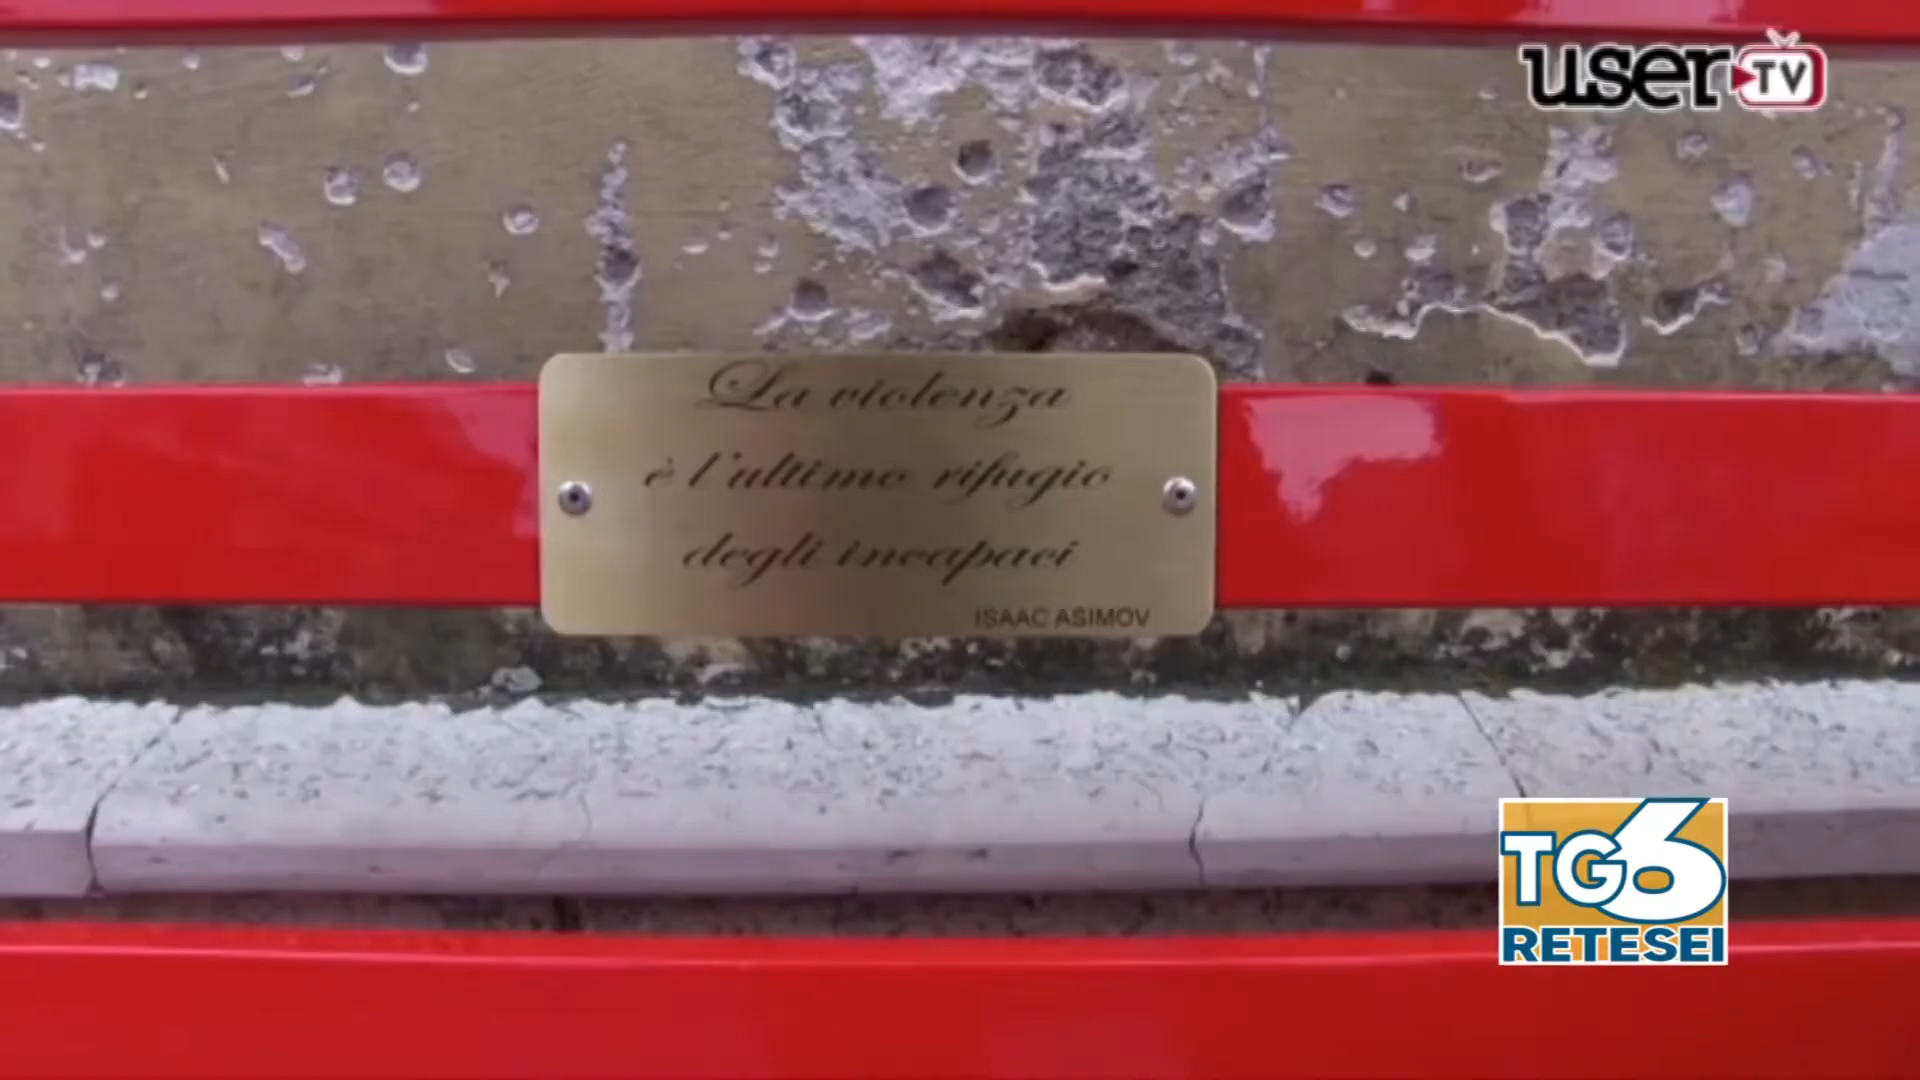 user TV
La violenza
è l'ultimo rifugio
degli incapaci
ISAAC ASIMOV
TG6
RETESEI